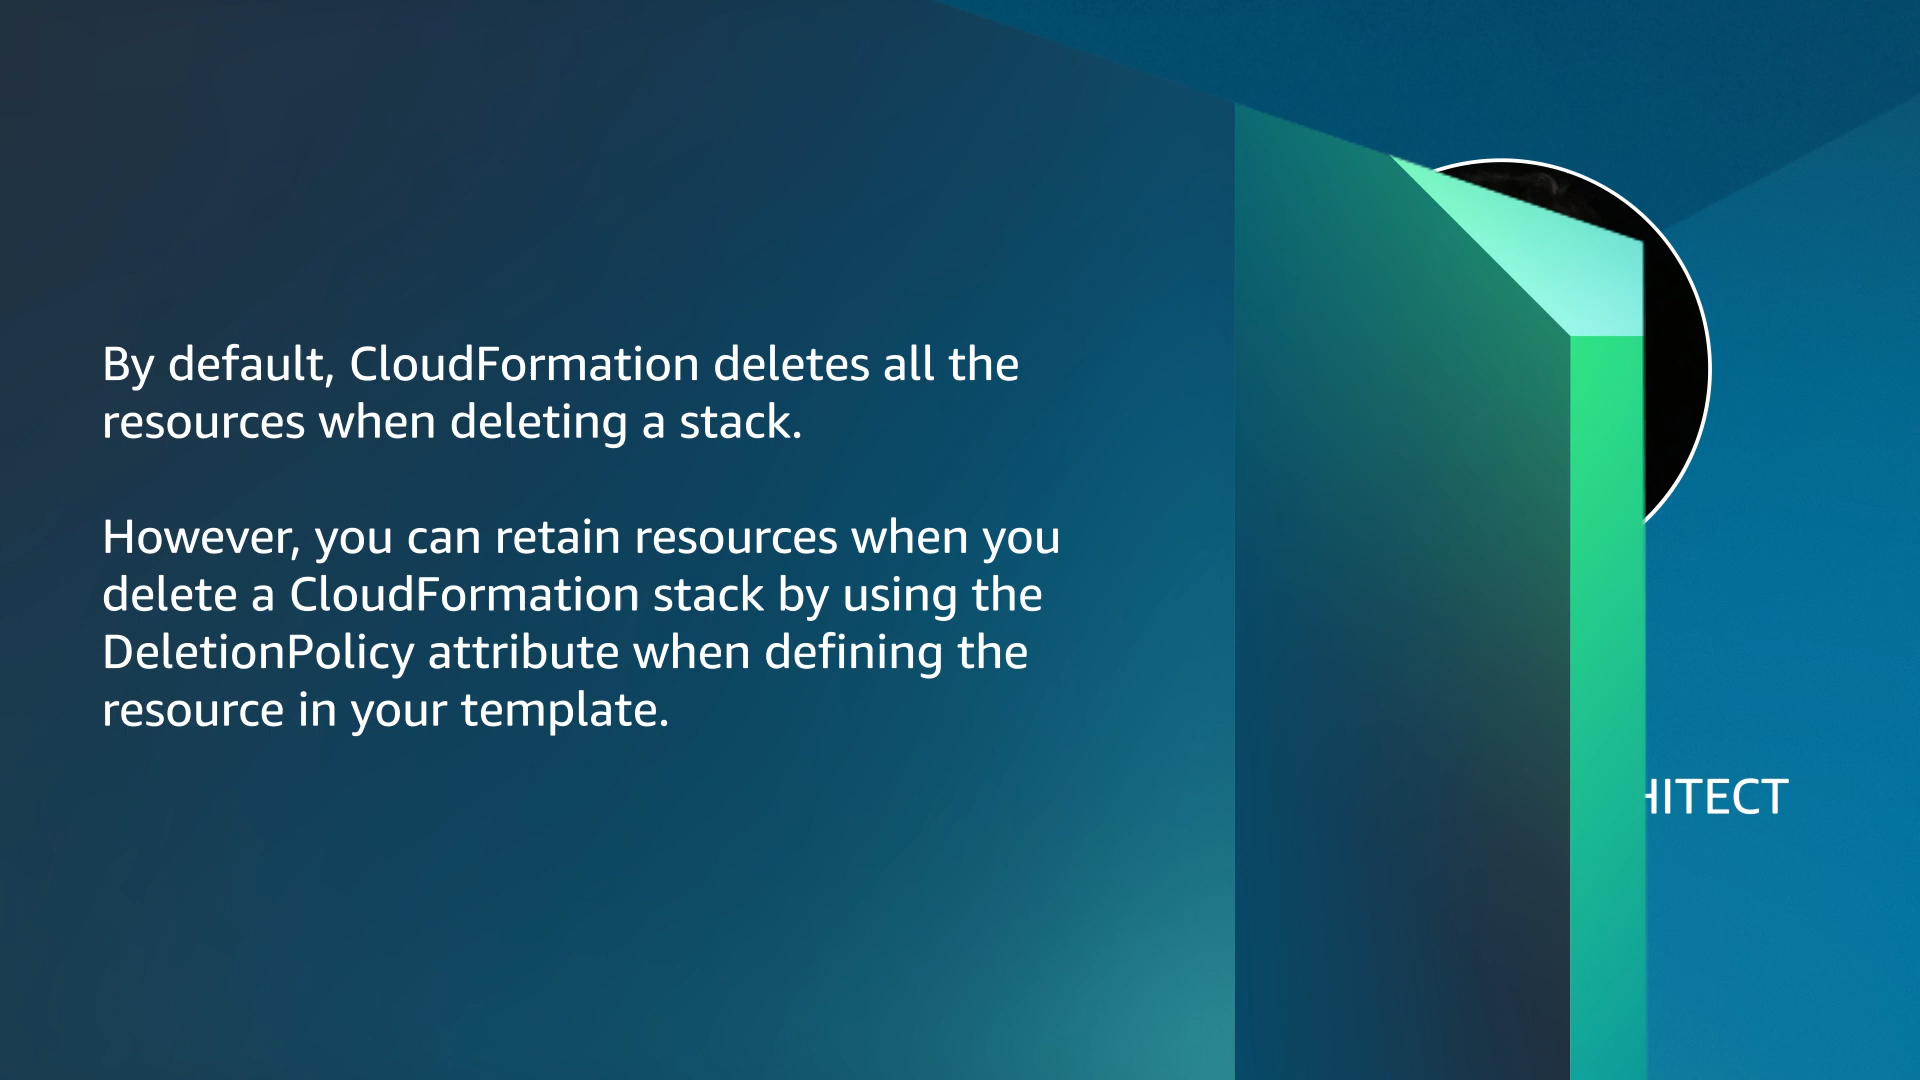 By default, CloudFormation deletes all the
resources when deleting a stack.
However, you can retain resources when you
delete a CloudFormation stack by using the
DeletionPolicy attribute when defining the
resource in your template.
HITECT